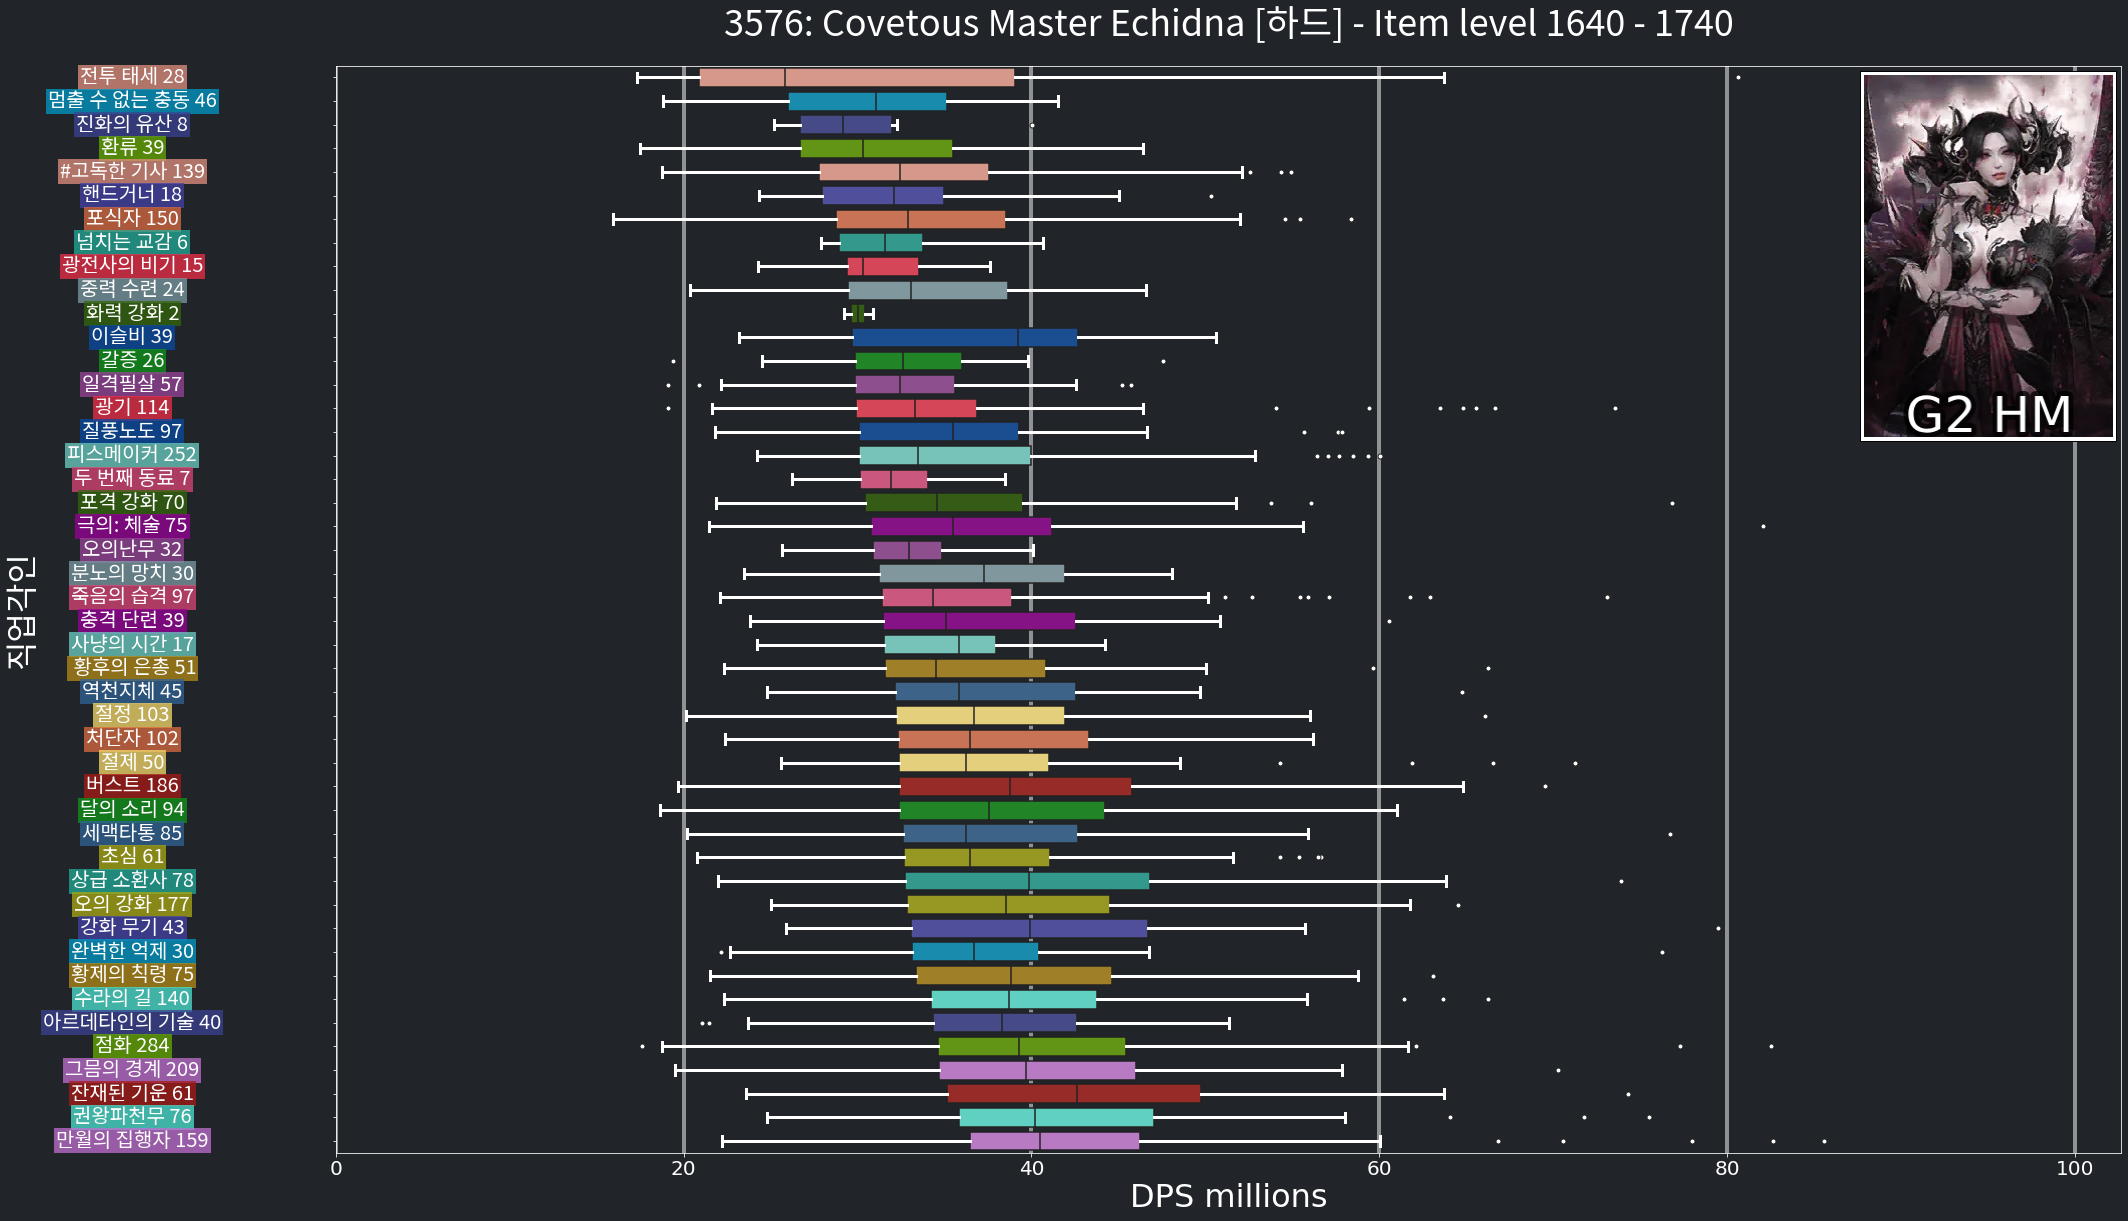 3576: Covetous Master Echidna [하드] - Item level 1640 - 1740
전투 태세 28
멈출 수 없는 충동 46
진화의 유산 8
환류 39
#고독한 기사 139
핸드거너 18
포식자 150
넘치는 교감 6
광전사의 비기 15
중력 수련 24
화력 강화 2
이슬비 39
갈증 26
일격필살 57
광기 114
질풍노도 97
피스메이커 252
두 번째 동료 7
포격 강화 70
극의: 체술 75
오의난무 32
분노의 망치 30
죽음의 습격 97
충격 단련 39
사냥의 시간 17
황후의 은총 51
역천지체 45
절정 103
처단자 102
절제 50
버스트 186
달의 소리 94
세맥타통 85
초심 61
상급 소환사 78
오의 강화 177
강화 무기 43
완벽한 억제 30
황제의 칙령 75
수라의 길 140
아르데타인의 기술 40
점화 284
그믐의 경계 209
잔재된 기운 61
권왕파천무 76
만월의 집행자 159
직업각인
G2 HM
0 20 40 60 80 100
DPS millions